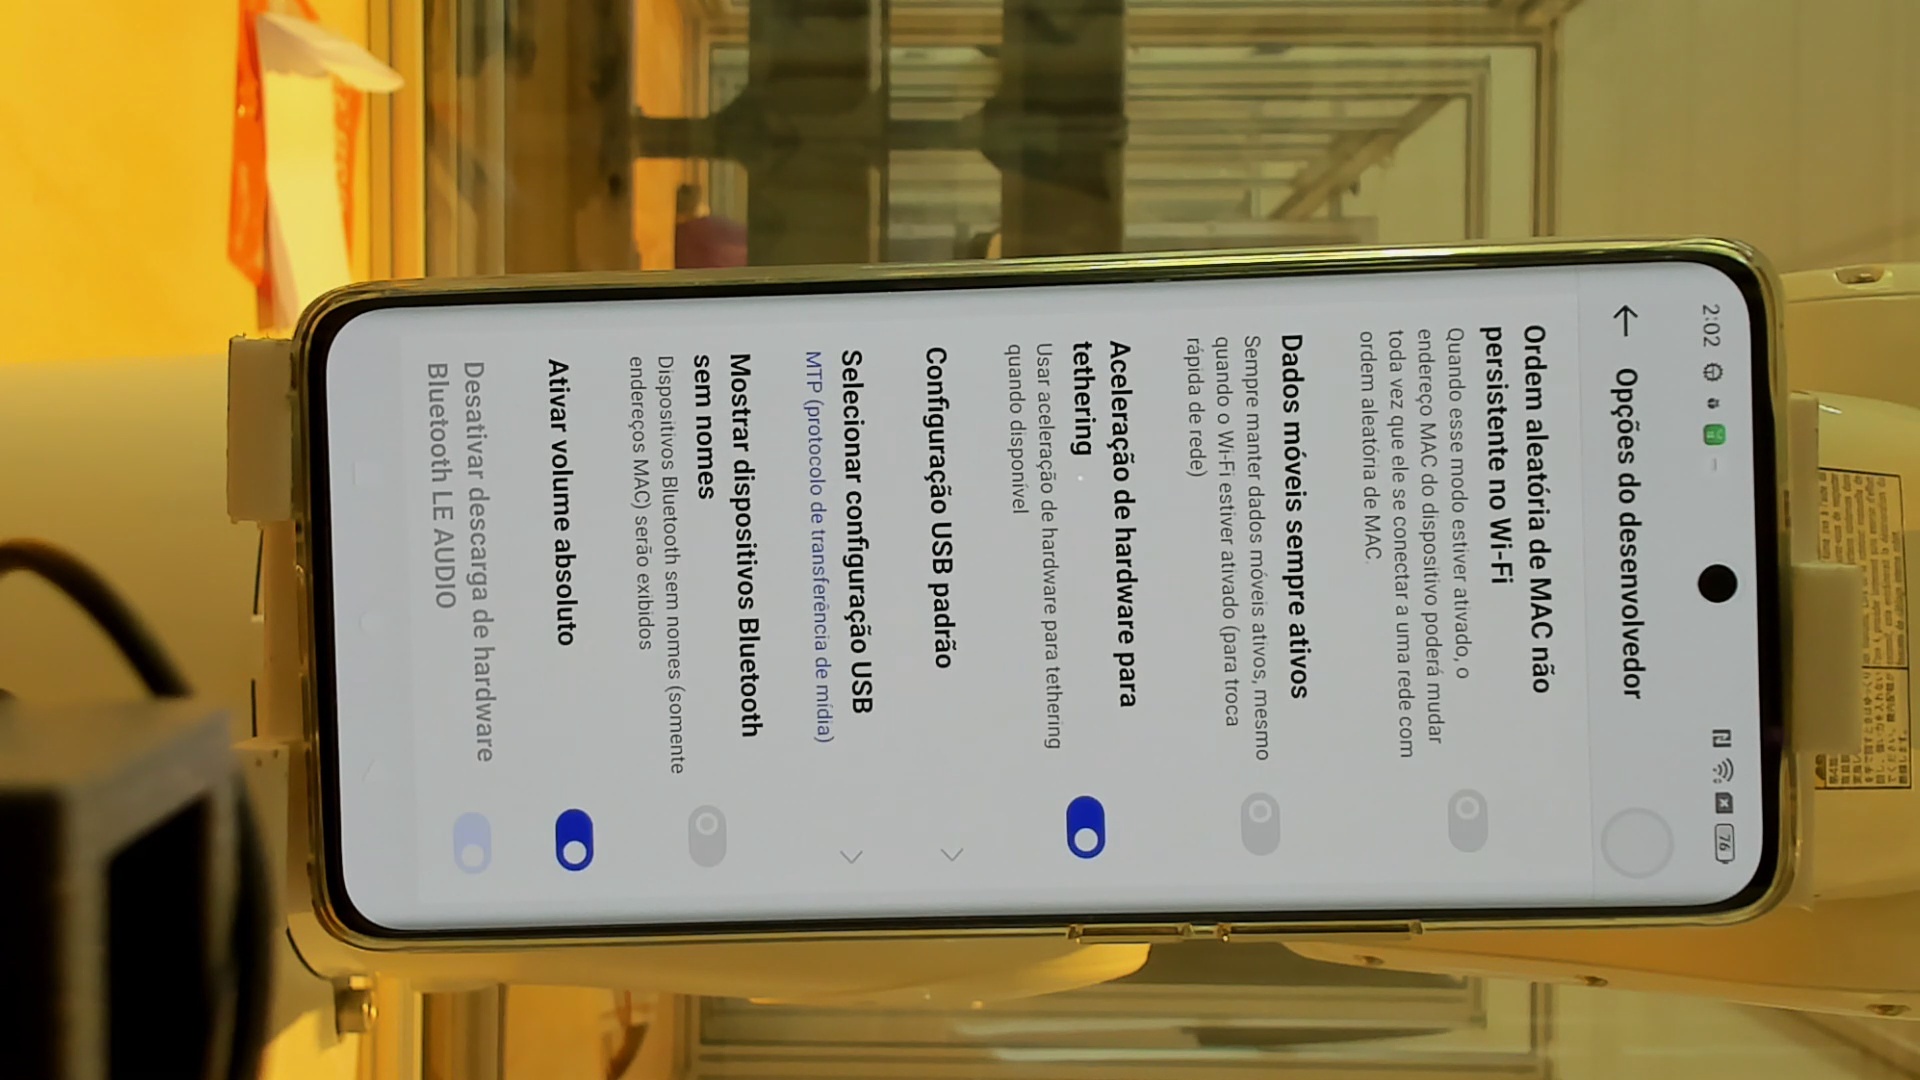 2:02
76
Opções do desenvolvedor
Ordem aleatória de MAC não
persistente no Wi-Fi
Quando esse modo estiver ativado, o
endereço MAC do dispositivo poderá mudar
toda vez que ele se conectar a uma rede com
ordem aleatória de MAC.
Dados móveis sempre ativos
Sempre manter dados móveis ativos, mesmo
quando o Wi-Fi estiver ativado (para troca
rápida de rede)
Aceleração de hardware para
tethering
Usar aceleração de hardware para tethering
quando disponível
Configuração USB padrão
Selecionar configuração USB
MTP (protocolo de transferência de mídia)
Mostrar dispositivos Bluetooth
sem nomes
Dispositivos Bluetooth sem nomes (somente
endereços MAC) serão exibidos
Ativar volume absoluto
Desativar descarga de hardware
Bluetooth LE AUDIO